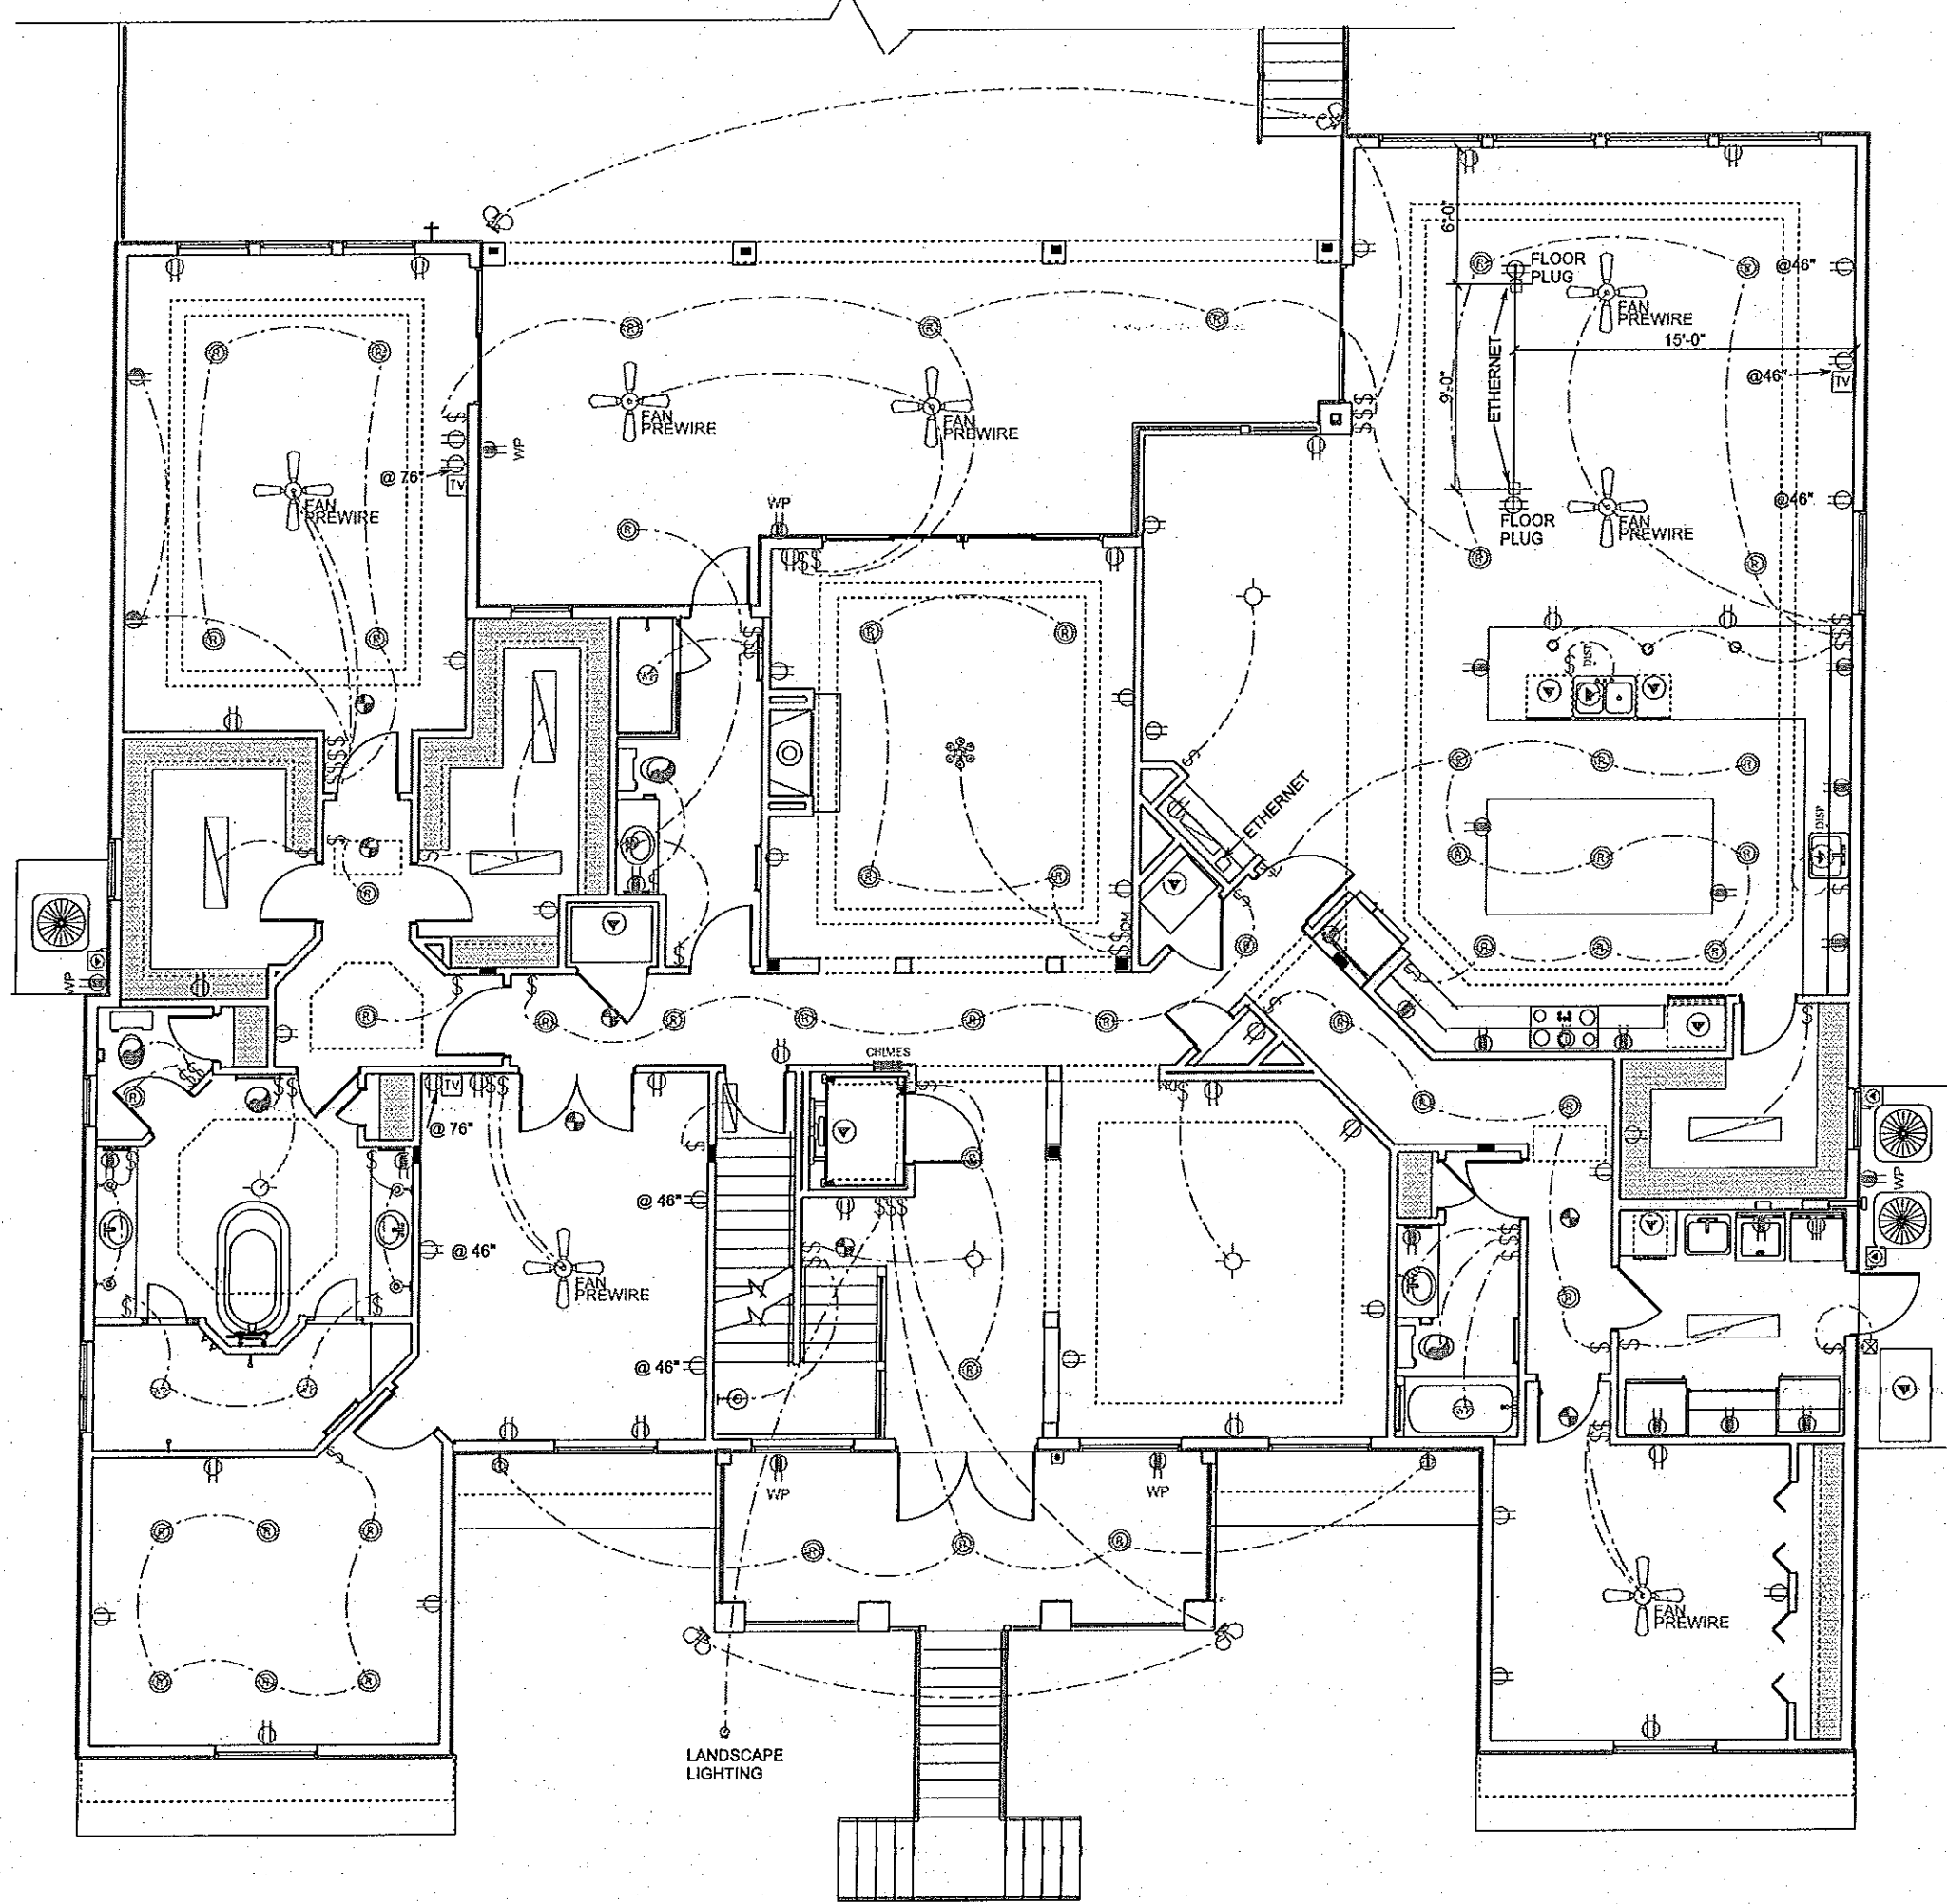 6'-0"
FLOOR
PLUG
@46"
FAN
PREWIRE
15'-0"
ETHERNET
9'-0"
@46"
TV
FAN
PREWIRE
FAN
PREWIRE
@ 76"
TV
WP
FAN
PREWIRE
WP
@46"
FLOOR
PLUG
FAN
PREWIRE
DISP
ETHERNET
DISP
DM
WP
CHIMES
TV
@ 76"
@ 46"
@ 46"
WP
FAN
PREWIRE
@ 46"
WP
WP
FAN
PREWIRE
LANDSCAPE
LIGHTING